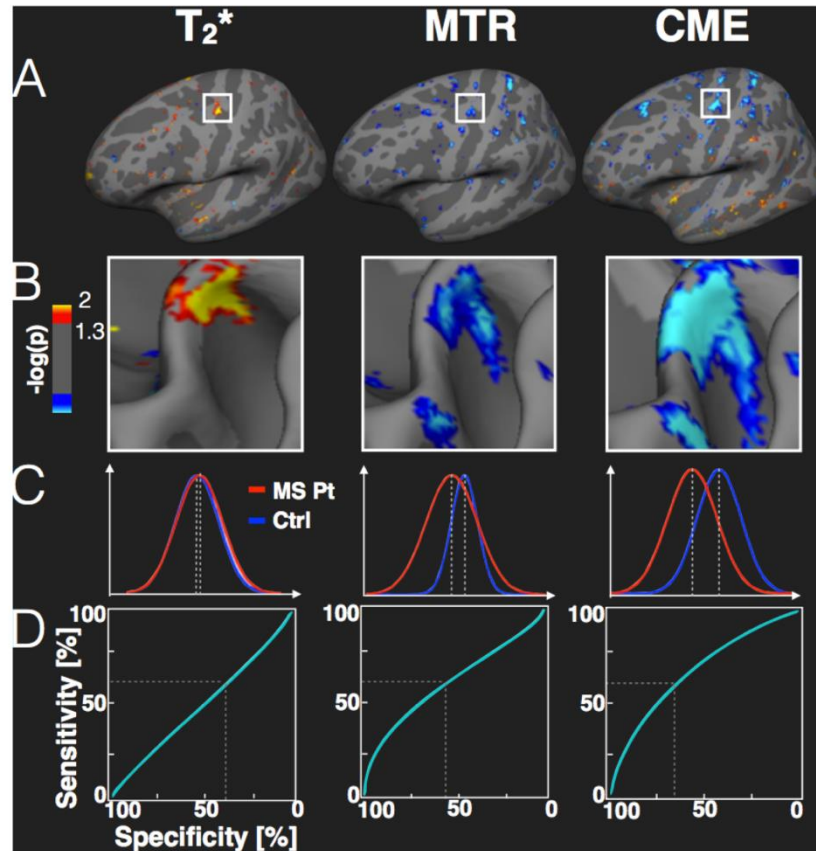 T₂* MTR CME
A
B
2
1.3
-log(p)
C
MS Pt
Ctrl
D
100 100 100
Sensitivity [%]
50 50 50
0 0 0
100 50 0 100 50 0 100 50 0
Specificity [%]